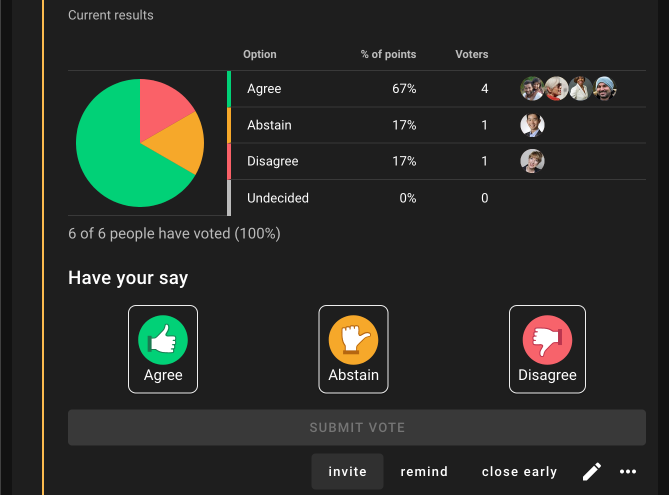 Current results
Option % of points Voters
Agree 67% 4
Abstain 17% 1
Disagree 17% 1
Undecided 0% 0
6 of 6 people have voted (100%)
Have your say
Agree Abstain Disagree
SUBMIT VOTE
invite remind close early